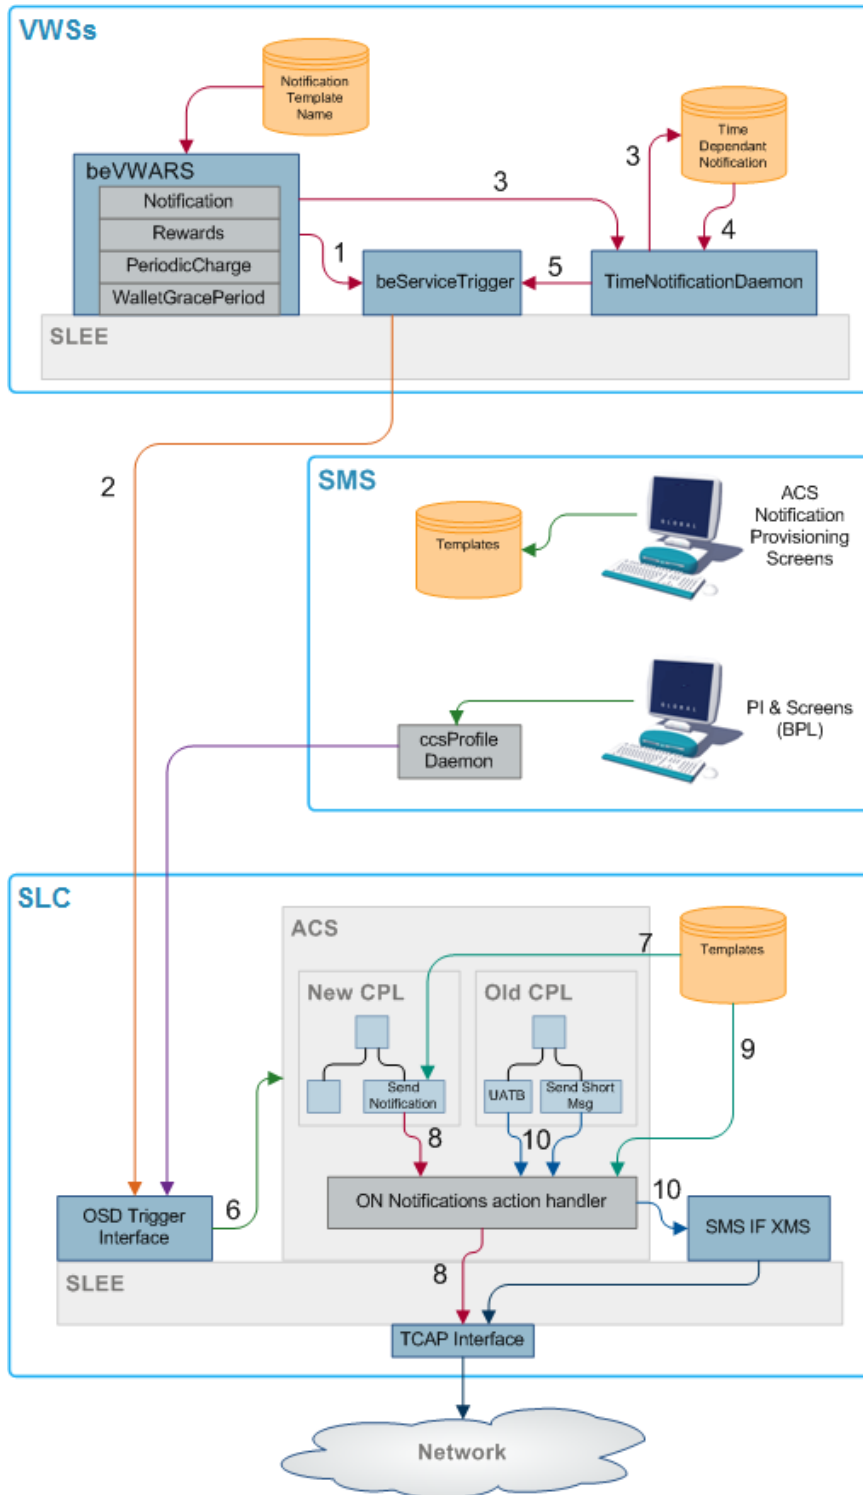 VWSs
Notification
Template
Name
Time
Dependant
Notification
3
beVWARS
3
Notification
Rewards
PeriodicCharge
WalletGracePeriod
1
4
beServiceTrigger
5
TimeNotificationDaemon
SLEE
2
SMS
Templates
GLOBAL
ACS
Notification
Provisioning
Screens
GLOBAL
PI & Screens
(BPL)
ccsProfile
Daemon
SLC
ACS
7
Templates
New CPL
Old CPL
9
Send
Notification
UATB
Send Short
Msg
8
10
6
OSD Trigger
Interface
ON Notifications action handler
10
SMS IF XMS
8
SLEE
TCAP Interface
Network